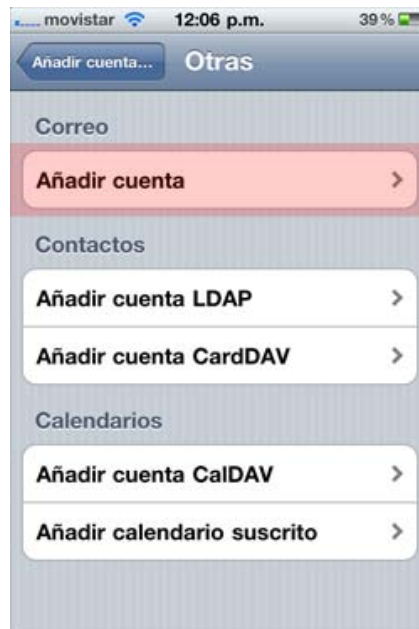 movistar 12:06 p.m. 39 %
Añadir cuenta... Otras
Correo
Añadir cuenta
Contactos
Añadir cuenta LDAP
Añadir cuenta CardDAV
Calendarios
Añadir cuenta CalDAV
Añadir calendario suscrito